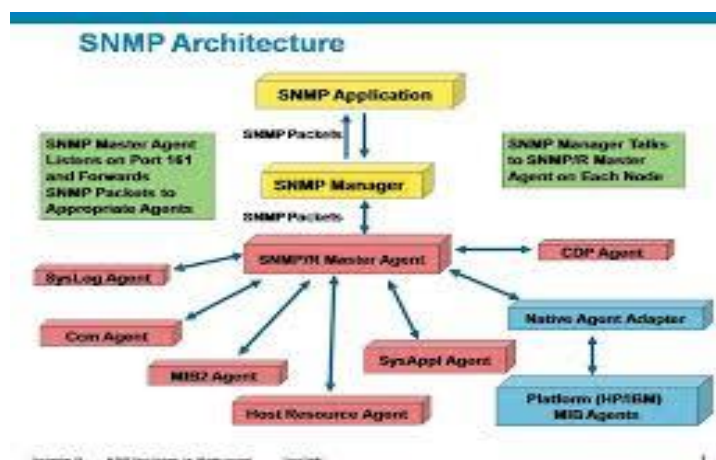 SNMP Architecture
SNMP Application
SNMP Packets
SNMP Master Agent
Listens on Port 161
and Forwards
SNMP Packets to
Appropriate Agents
SNMP Manager Talks
to SNMP/R Master
Agent on Each Node
SNMP Manager
SNMP Packets
SNMP/R Master Agent
CDP Agent
SysLog Agent
Com Agent
Native Agent Adapter
MIB2 Agent
SysAppl Agent
Host Resource Agent
Platform (HP/IBM)
MIB Agents